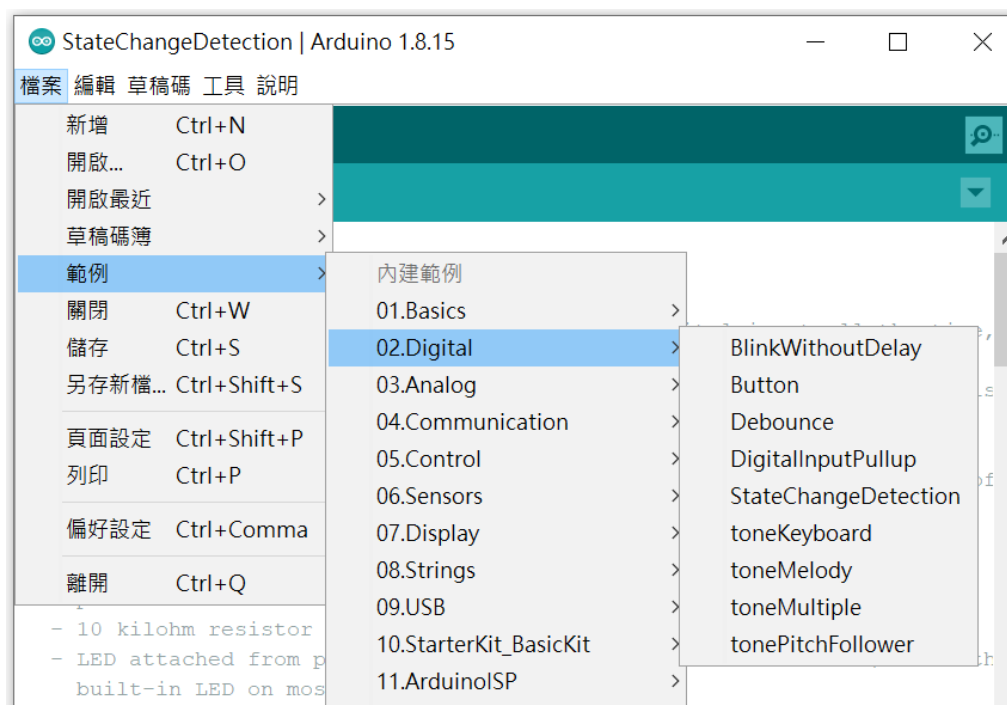 StateChangeDetection | Arduino 1.8.15
檔案 編輯 草稿碼 工具 說明
新增 Ctrl+N
開啟... Ctrl+O
開啟最近
草稿碼簿
範例
關閉 Ctrl+W
儲存 Ctrl+S
另存新檔... Ctrl+Shift+S
頁面設定 Ctrl+Shift+P
列印 Ctrl+P
偏好設定 Ctrl+Comma
離開 Ctrl+Q
內建範例
01.Basics
02.Digital
03.Analog
04.Communication
05.Control
06.Sensors
07.Display
08.Strings
09.USB
10.StarterKit_BasicKit
11.ArduinoISP
BlinkWithoutDelay
Button
Debounce
DigitalInputPullup
StateChangeDetection
toneKeyboard
toneMelody
toneMultiple
tonePitchFollower
- 10 kilohm resistor
- LED attached from p
built-in LED on mos